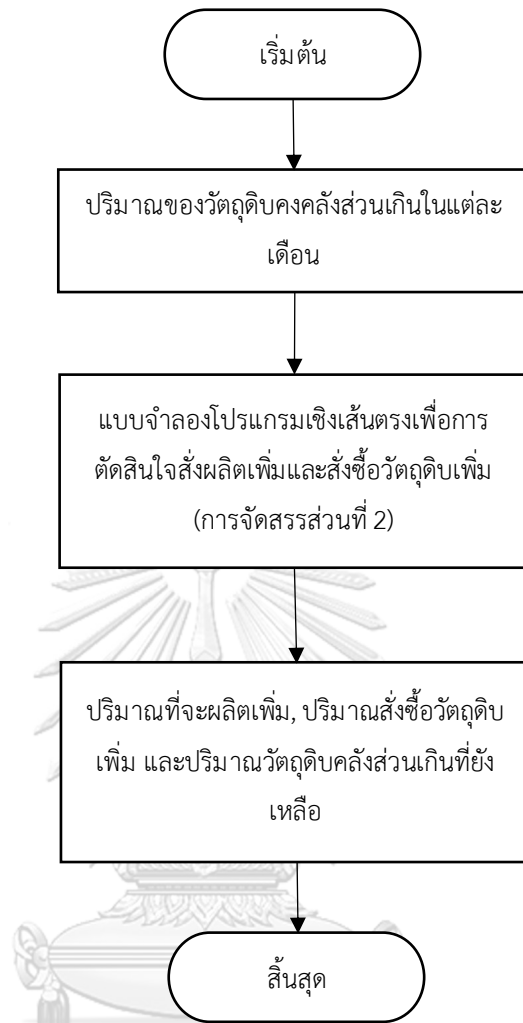 เริ่มต้น
ปริมาณของวัตถุดิบคงคลังส่วนเกินในแต่ละ
เดือน
แบบจำลองโปรแกรมเชิงเส้นตรงเพื่อการ
ตัดสินใจสั่งผลิตเพิ่มและสั่งซื้อวัตถุดิบเพิ่ม
(การจัดสรรส่วนที่ 2)
ปริมาณที่จะผลิตเพิ่ม, ปริมาณสั่งซื้อวัตถุดิบ
เพิ่ม และปริมาณวัตถุดิบคลังส่วนเกินที่ยัง
เหลือ
สิ้นสุด